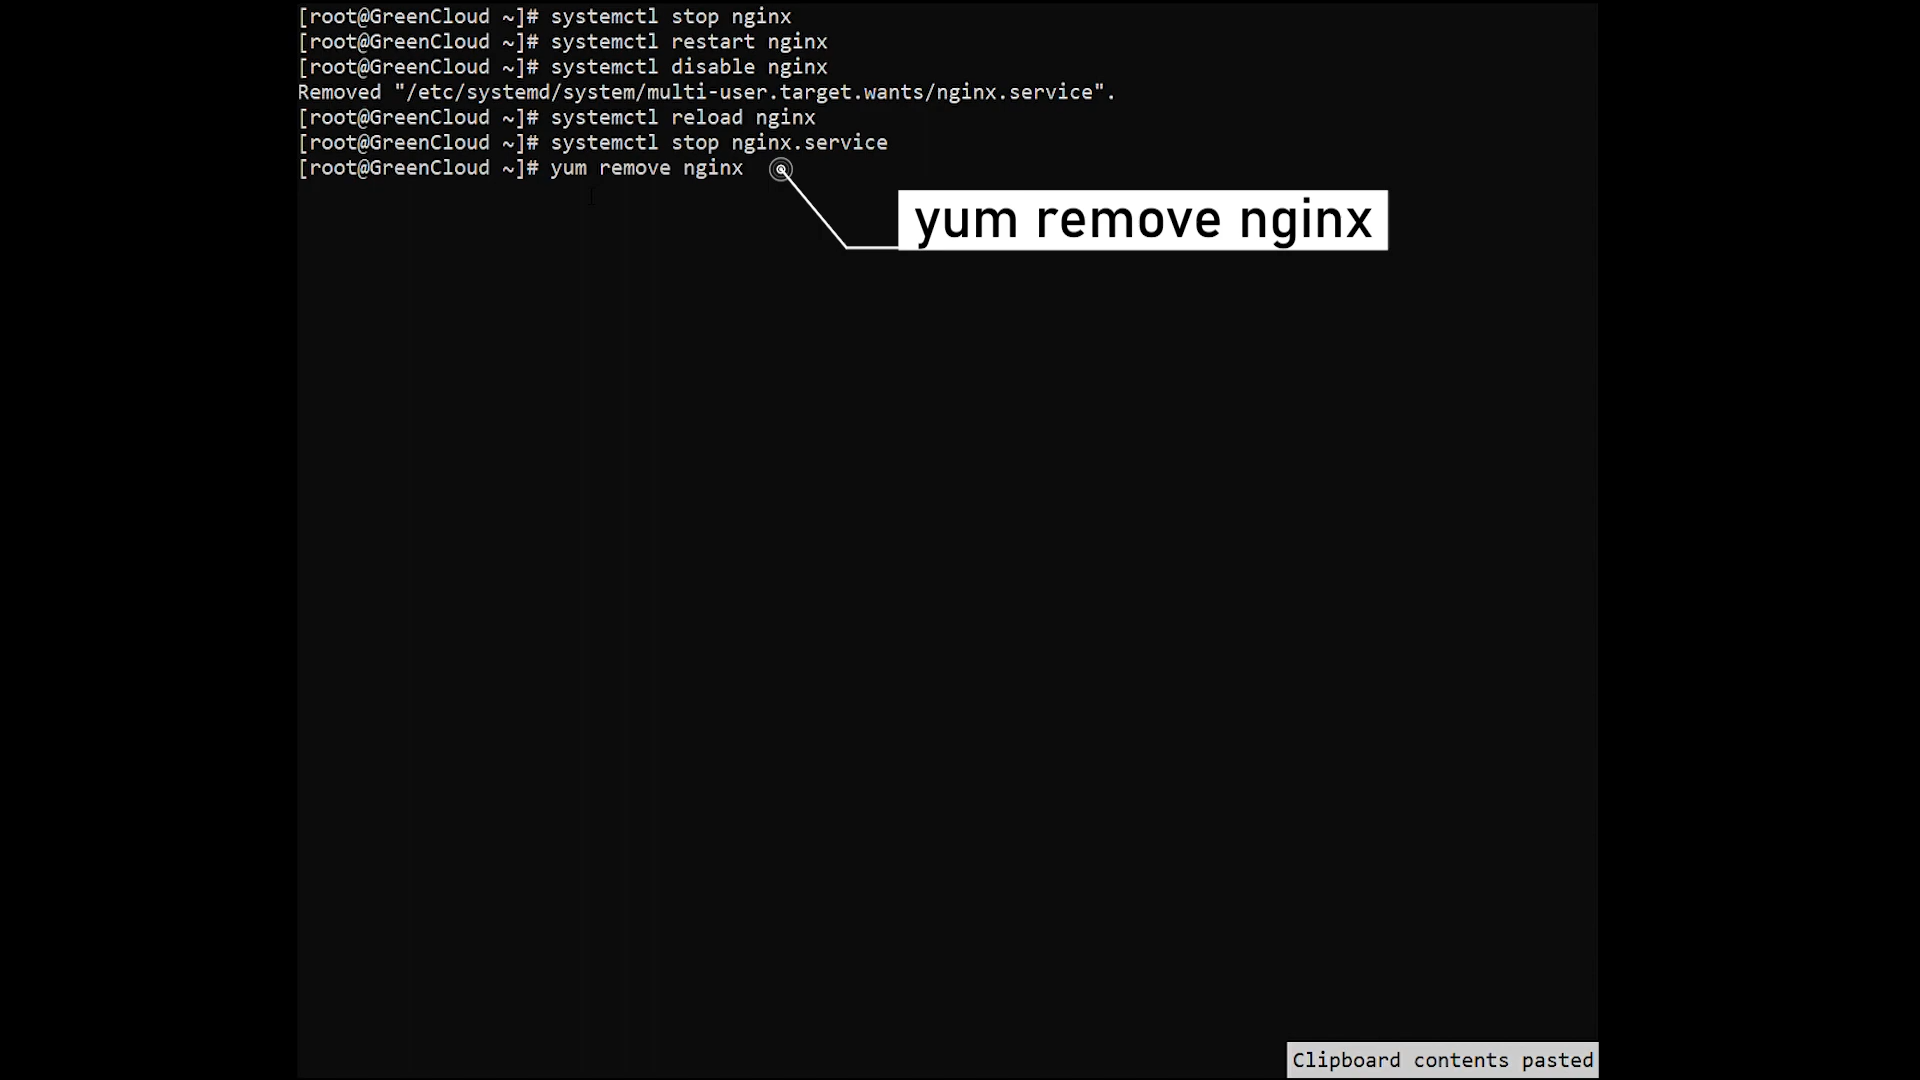 [root@GreenCloud ~]# systemctl stop nginx
[root@GreenCloud ~]# systemctl restart nginx
[root@GreenCloud ~]# systemctl disable nginx
Removed "/etc/systemd/system/multi-user.target.wants/nginx.service".
[root@GreenCloud ~]# systemctl reload nginx
[root@GreenCloud ~]# systemctl stop nginx.service
[root@GreenCloud ~]# yum remove nginx
yum remove nginx
Clipboard contents pasted